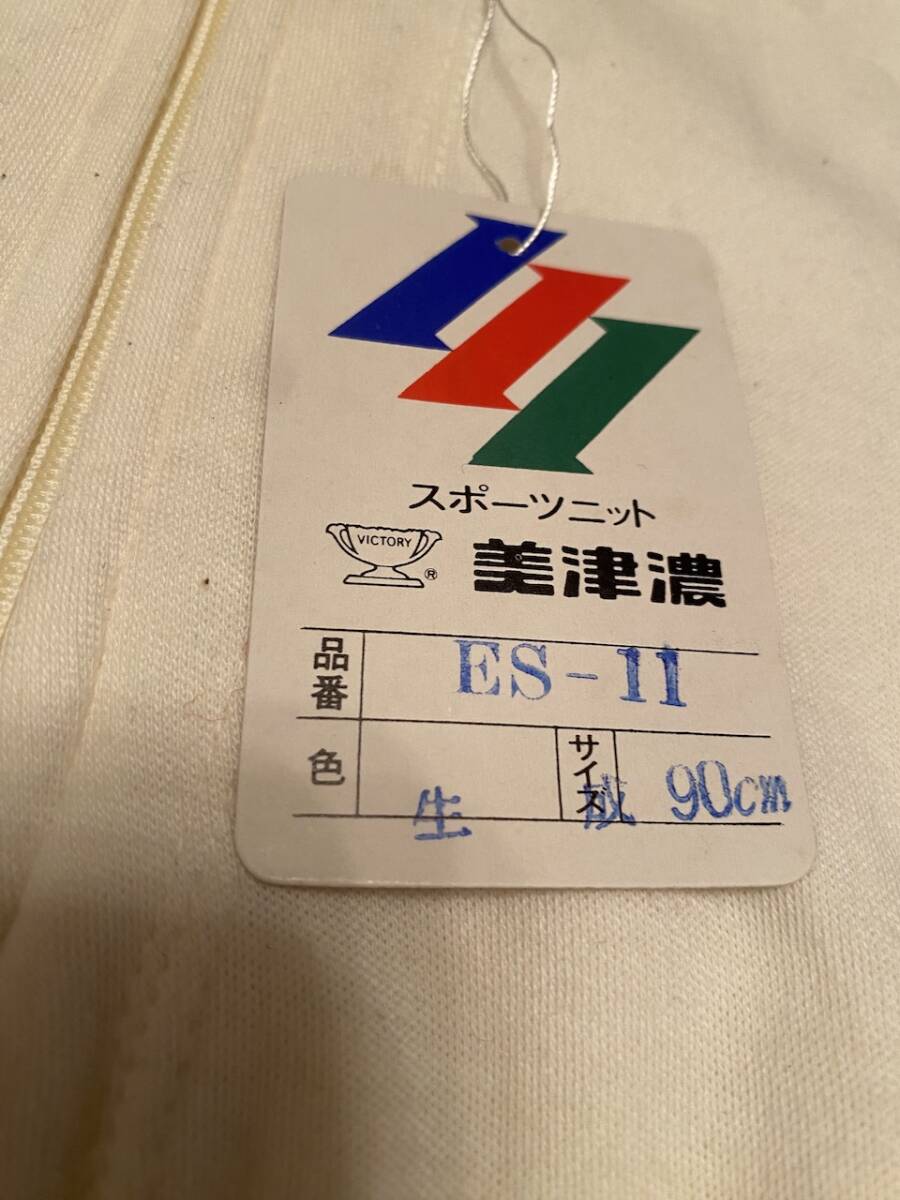 スポーツニット
VICTORY
® 美津濃
品番 ES-11
色 生成 サイズ 90cm